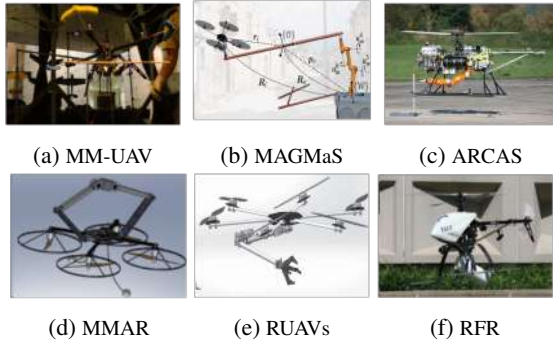 (a) MM-UAV
(b) MAGMaS
(c) ARCAS
(d) MMAR
(e) RUAVs
(f) RFR